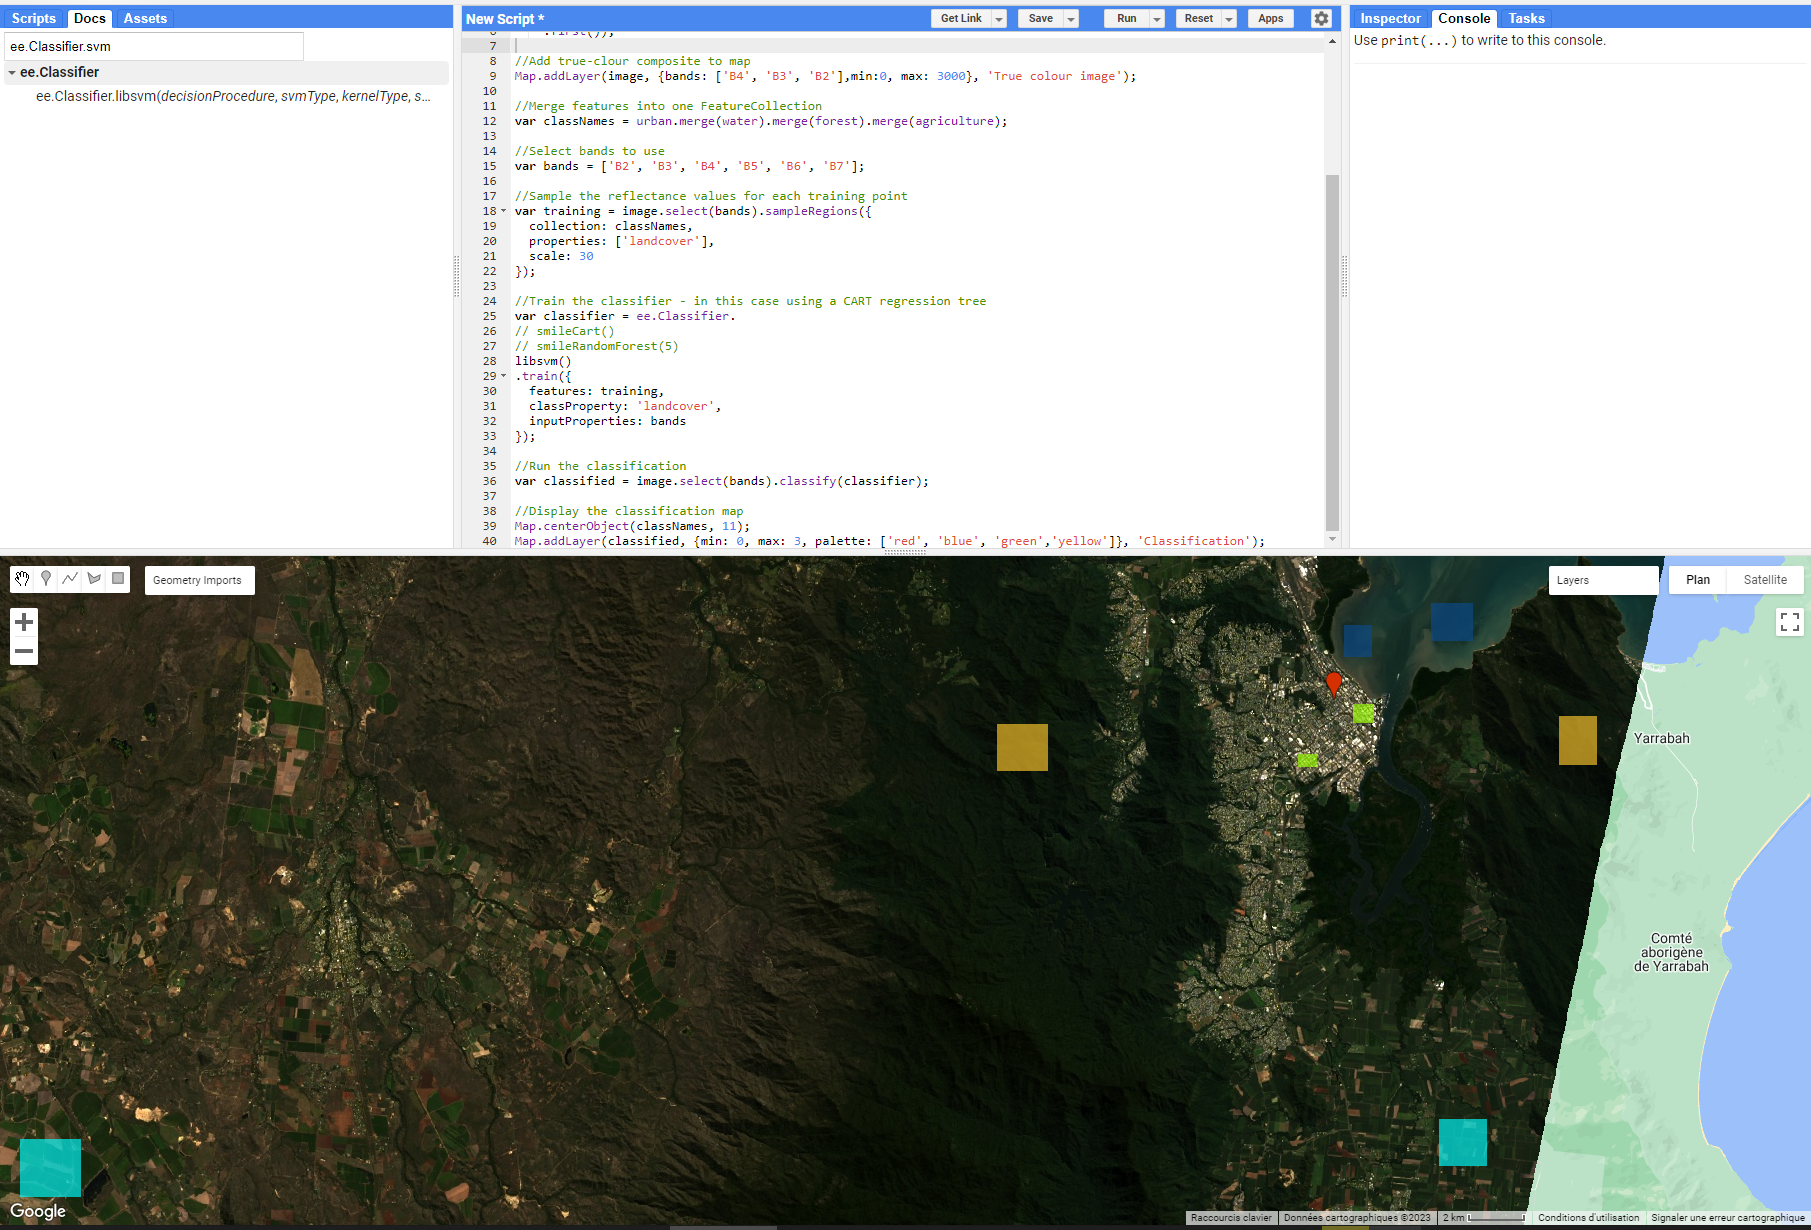 Scripts Docs Assets
ee.Classifier.svm
ee.Classifier
ee.Classifier.libsvm(decisionProcedure, svmType, kernelType, s...
New Script *
Get Link Save Run Reset Apps
.first());
7
8 //Add true-clour composite to map
9 Map.addLayer(image, {bands: ['B4', 'B3', 'B2'],min:0, max: 3000}, 'True colour image');
10
11 //Merge features into one FeatureCollection
12 var classNames = urban.merge(water).merge(forest).merge(agriculture);
13
14 //Select bands to use
15 var bands = ['B2', 'B3', 'B4', 'B5', 'B6', 'B7'];
16
17 //Sample the reflectance values for each training point
18 var training = image.select(bands).sampleRegions({
19 collection: classNames,
20 properties: ['landcover'],
21 scale: 30
22 });
23
24 //Train the classifier - in this case using a CART regression tree
25 var classifier = ee.Classifier.
26 // smileCart()
27 // smileRandomForest(5)
28 libsvm()
29 .train({
30 features: training,
31 classProperty: 'landcover',
32 inputProperties: bands
33 });
34
35 //Run the classification
36 var classified = image.select(bands).classify(classifier);
37
38 //Display the classification map
39 Map.centerObject(classNames, 11);
40 Map.addLayer(classified, {min: 0, max: 3, palette: ['red', 'blue', 'green','yellow']}, 'Classification');
Inspector Console Tasks
Use print(...) to write to this console.
Geometry Imports
Layers
Plan Satellite
Yarrabah
Comté
aborigène
de Yarrabah
Google
Raccourcis clavier Données cartographiques ©2023 2 km Conditions d'utilisation Signaler une erreur cartographique